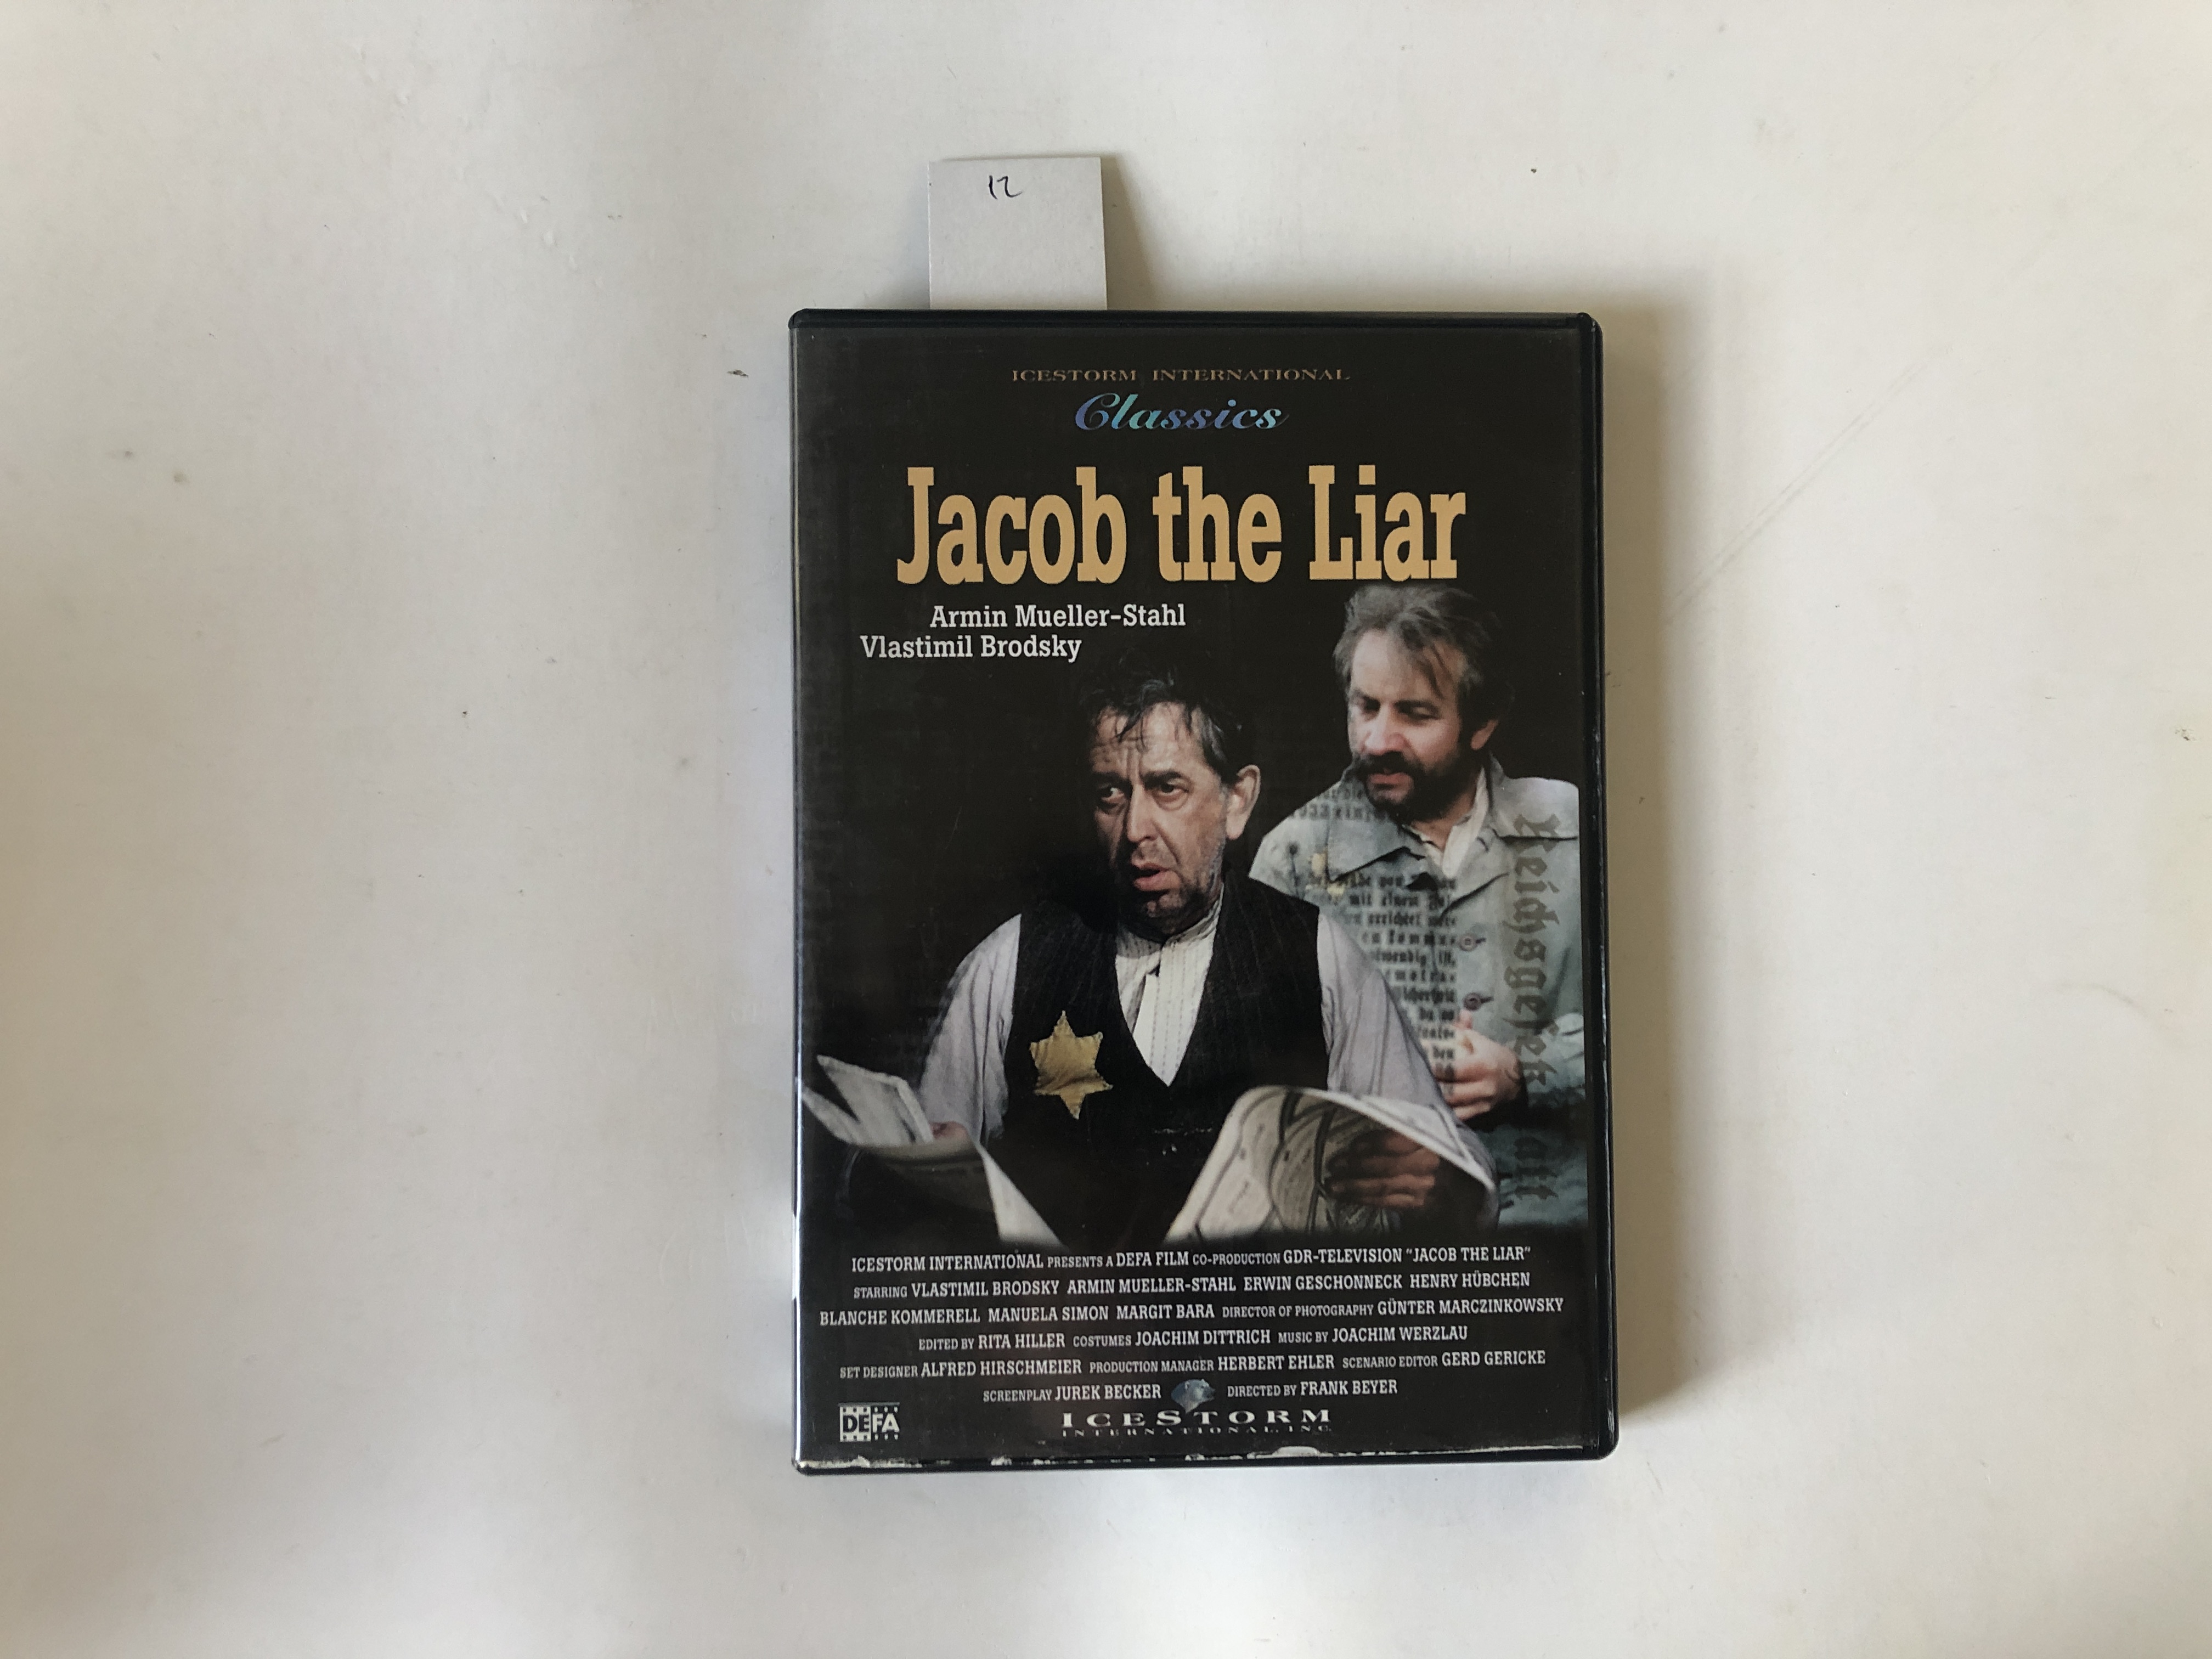 12
ICESTORM INTERNATIONAL
Classics
Jacob the Liar
Armin Mueller-Stahl
Vlastimil Brodsky
mit einem
ICESTORM INTERNATIONAL PRESENTS A DEFA FILM CO-PRODUCTION GDR-TELEVISION "JACOB THE LIAR"
STARRING VLASTIMIL BRODSKY ARMIN MUELLER-STAHL ERWIN GESCHONNECK HENRY HÜBCHEN
BLANCHE KOMMERELL MANUELA SIMON MARGIT BARA DIRECTOR OF PHOTOGRAPHY GÜNTER MARCZINKOWSKY
EDITED BY RITA HILLER COSTUMES JOACHIM DITTRICH MUSIC BY JOACHIM WERZLAU
SET DESIGNER ALFRED HIRSCHMEIER PRODUCTION MANAGER HERBERT EHLER SCENARIO EDITOR GERD GERICKE
SCREENPLAY JUREK BECKER DIRECTED BY FRANK BEYER
DEFA
ICESTORM
INTERNATIONAL, INC.